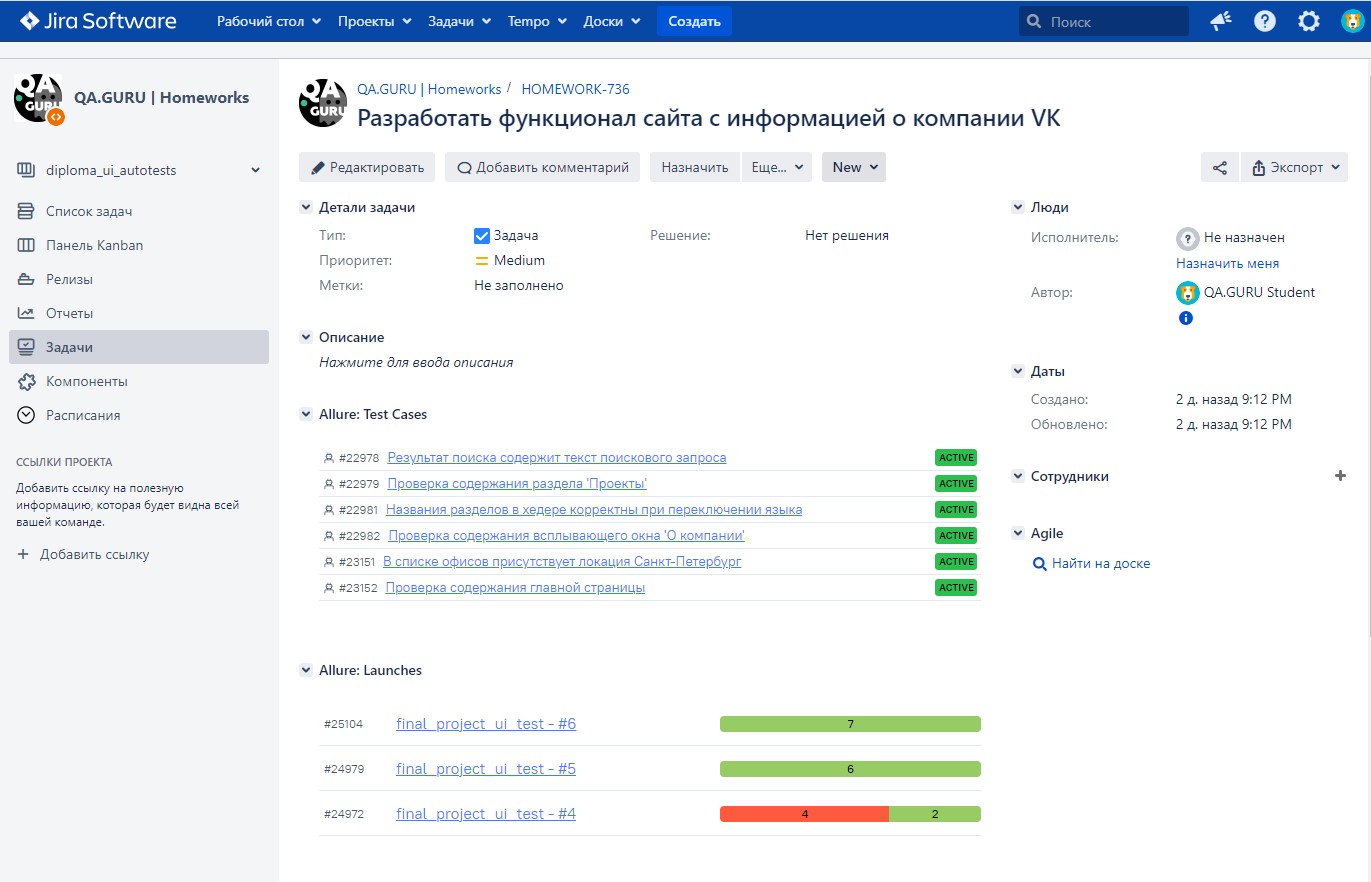 Jira Software Рабочий стол Проекты Задачи Tempo Доски Создать Поиск
QA GURU
QA.GURU | Homeworks
diploma_ui_autotests
Список задач
Панель Kanban
Релизы
Отчеты
Задачи
Компоненты
Расписания
ССЫЛКИ ПРОЕКТА
Добавить ссылку на полезную
информацию, которая будет видна всей
вашей команде.
+ Добавить ссылку
QA GURU
QA.GURU | Homeworks / HOMEWORK-736
Разработать функционал сайта с информацией о компании VK
Редактировать Добавить комментарий Назначить Еще... New Экспорт
Детали задачи
Тип: Задача Решение: Нет решения
Приоритет: Medium
Метки: Не заполнено
Описание
Нажмите для ввода описания
Allure: Test Cases
#22978 Результат поиска содержит текст поискового запроса ACTIVE
#22979 Проверка содержания раздела 'Проекты' ACTIVE
#22981 Названия разделов в хедере корректны при переключении языка ACTIVE
#22982 Проверка содержания всплывающего окна 'О компании' ACTIVE
#23151 В списке офисов присутствует локация Санкт-Петербург ACTIVE
#23152 Проверка содержания главной страницы ACTIVE
Allure: Launches
#25104 final_project_ui_test - #6 7
#24979 final_project_ui_test - #5 6
#24972 final_project_ui_test - #4 4 2
Люди
Исполнитель: Не назначен
Назначить меня
Автор: QA.GURU Student
Даты
Создано: 2 д. назад 9:12 PM
Обновлено: 2 д. назад 9:12 PM
Сотрудники +
Agile
Найти на доске